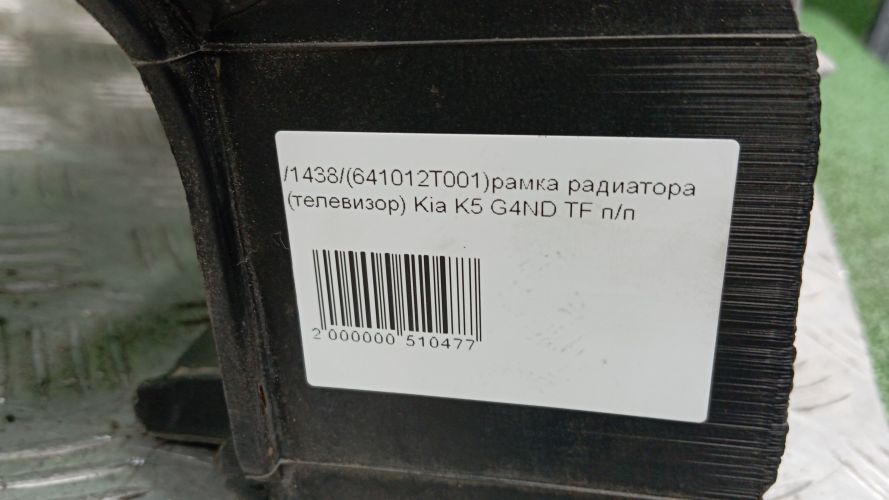 /1438/(641012T001)рамка радиатора
(телевизор) Kia K5 G4ND TF п/п
2 000000 510477